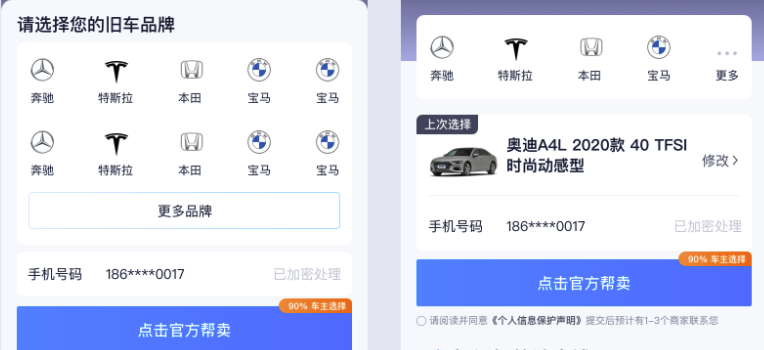 请选择您的旧车品牌
奔驰 特斯拉 本田 宝马 宝马
奔驰 特斯拉 本田 宝马 宝马
更多品牌
手机号码 186****0017 已加密处理
90% 车主选择
点击官方帮卖
奔驰 特斯拉 本田 宝马 更多
上次选择
奥迪A4L 2020款 40 TFSI
时尚动感型
修改
手机号码 186****0017 已加密处理
90% 车主选择
点击官方帮卖
请阅读并同意《个人信息保护声明》提交后预计有1-3个商家联系您